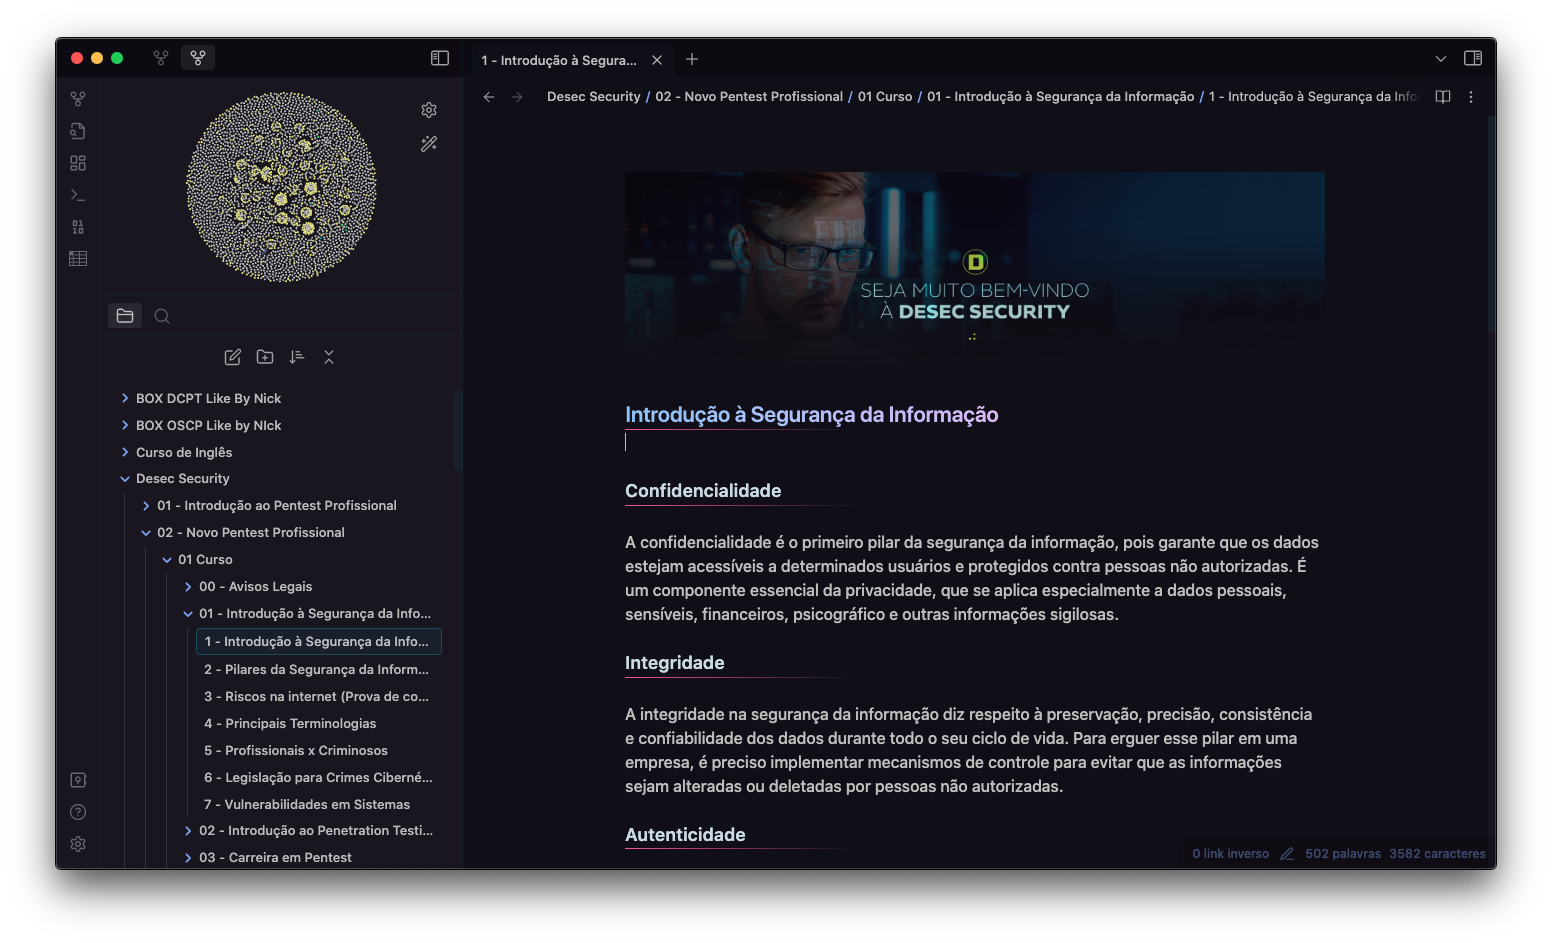 1 - Introdução à Segura...
Desec Security / 02 - Novo Pentest Profissional / 01 Curso / 01 - Introdução à Segurança da Informação / 1 - Introdução à Segurança da Info
01
10
BOX DCPT Like By Nick
BOX OSCP Like by NIck
Curso de Inglês
Desec Security
01 - Introdução ao Pentest Profissional
02 - Novo Pentest Profissional
01 Curso
00 - Avisos Legais
01 - Introdução à Segurança da Info...
1 - Introdução à Segurança da Info...
2 - Pilares da Segurança da Inform...
3 - Riscos na internet (Prova de co...
4 - Principais Terminologias
5 - Profissionais x Criminosos
6 - Legislação para Crimes Ciberné...
7 - Vulnerabilidades em Sistemas
02 - Introdução ao Penetration Testi...
03 - Carreira em Pentest
SEJA MUITO BEM-VINDO
À DESEC SECURITY
Introdução à Segurança da Informação
Confidencialidade
A confidencialidade é o primeiro pilar da segurança da informação, pois garante que os dados
estejam acessíveis a determinados usuários e protegidos contra pessoas não autorizadas. É
um componente essencial da privacidade, que se aplica especialmente a dados pessoais,
sensíveis, financeiros, psicográfico e outras informações sigilosas.
Integridade
A integridade na segurança da informação diz respeito à preservação, precisão, consistência
e confiabilidade dos dados durante todo o seu ciclo de vida. Para erguer esse pilar em uma
empresa, é preciso implementar mecanismos de controle para evitar que as informações
sejam alteradas ou deletadas por pessoas não autorizadas.
Autenticidade
0 link inverso 502 palavras 3582 caracteres